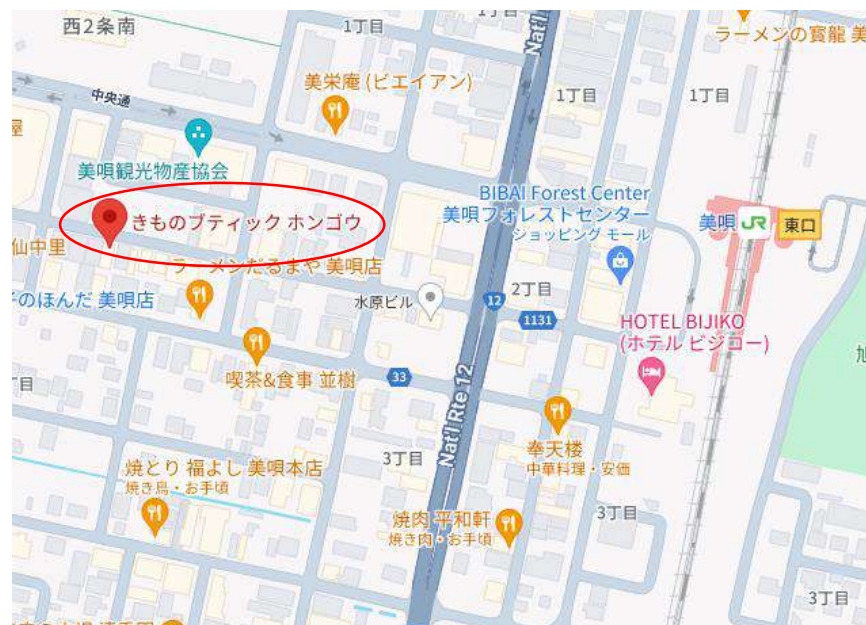 西2条南
1丁目
Nat'l
ラーメンの寳龍 美
美栄庵 (ビエイアン)
1丁目
1丁目
中央通
美唄観光物産協会
BIBAI Forest Center
美唄フォレストセンター
ショッピング モール
美唄 JR 東口
きものブティック ホンゴウ
仙中里
ラーメンだるまや 美唄店
のほんだ 美唄店
水原ビル
12
2丁目
1131
HOTEL BIJIKO
(ホテル ビジコー)
旭
喫茶&食事 並樹
33
丁目
Nat'l Rte 12
奉天楼
中華料理・安価
焼とり 福よし 美唄本店
焼き鳥・お手頃
3丁目
焼肉 平和軒
焼き肉・お手頃
3丁目
3丁目